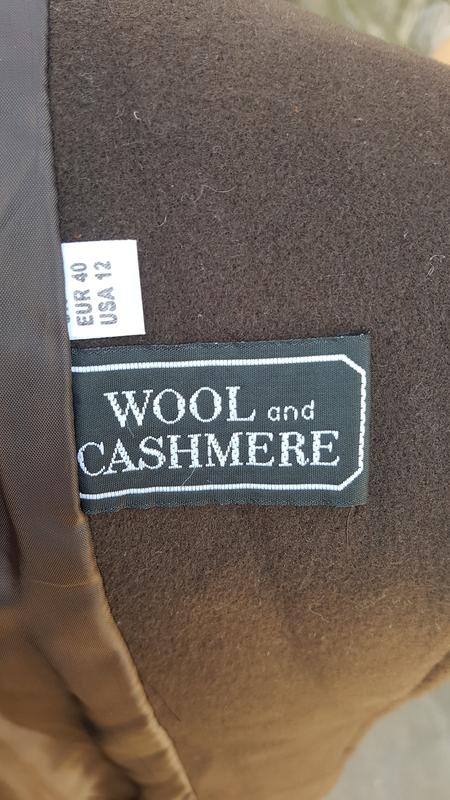 EUR 40
USA 12
WOOL and
CASHMERE